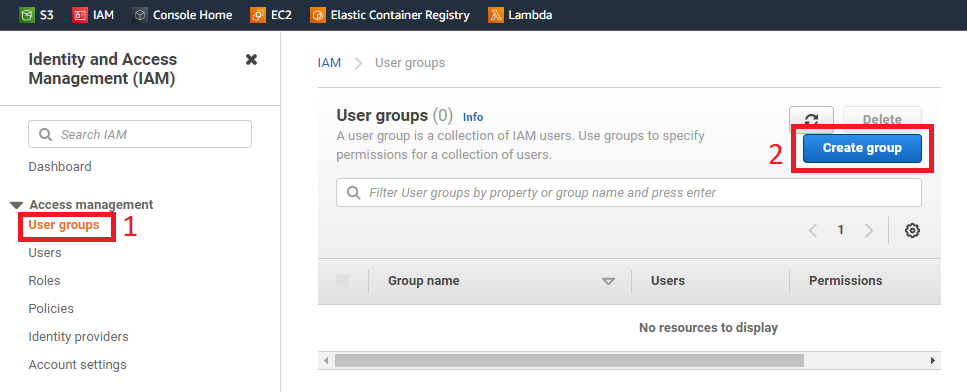 S3 IAM Console Home EC2 Elastic Container Registry Lambda
Identity and Access
Management (IAM)
Search IAM
Dashboard
Access management
User groups 1
Users
Roles
Policies
Identity providers
Account settings
IAM User groups
User groups (0) Info
Delete
A user group is a collection of IAM users. Use groups to specify
permissions for a collection of users.
2 Create group
Filter User groups by property or group name and press enter
1
Group name Users Permissions
No resources to display